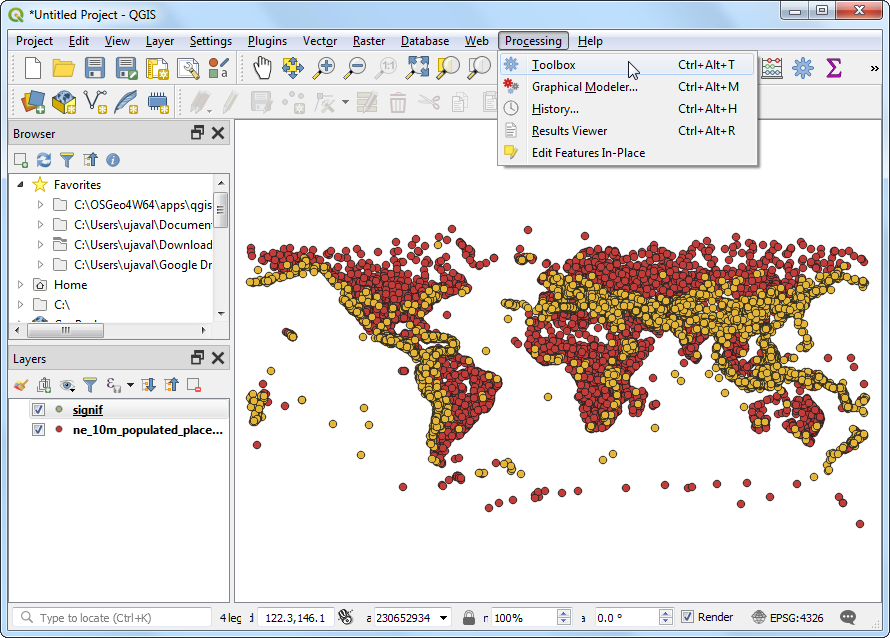 *Untitled Project - QGIS
Project Edit View Layer Settings Plugins Vector Raster Database Web Processing Help
Toolbox Ctrl+Alt+T
Graphical Modeler... Ctrl+Alt+M
History... Ctrl+Alt+H
Results Viewer Ctrl+Alt+R
Edit Features In-Place
Browser
Favorites
C:\OSGeo4W64\apps\qgis
C:\Users\ujaval\Documen
C:\Users\ujaval\Download
C:\Users\ujaval\Google Dr
Home
C:\
Layers
signif
ne_10m_populated_place...
Type to locate (Ctrl+K) 4 leg 122.3,146.1 230652934 100% 0.0 ° Render EPSG:4326